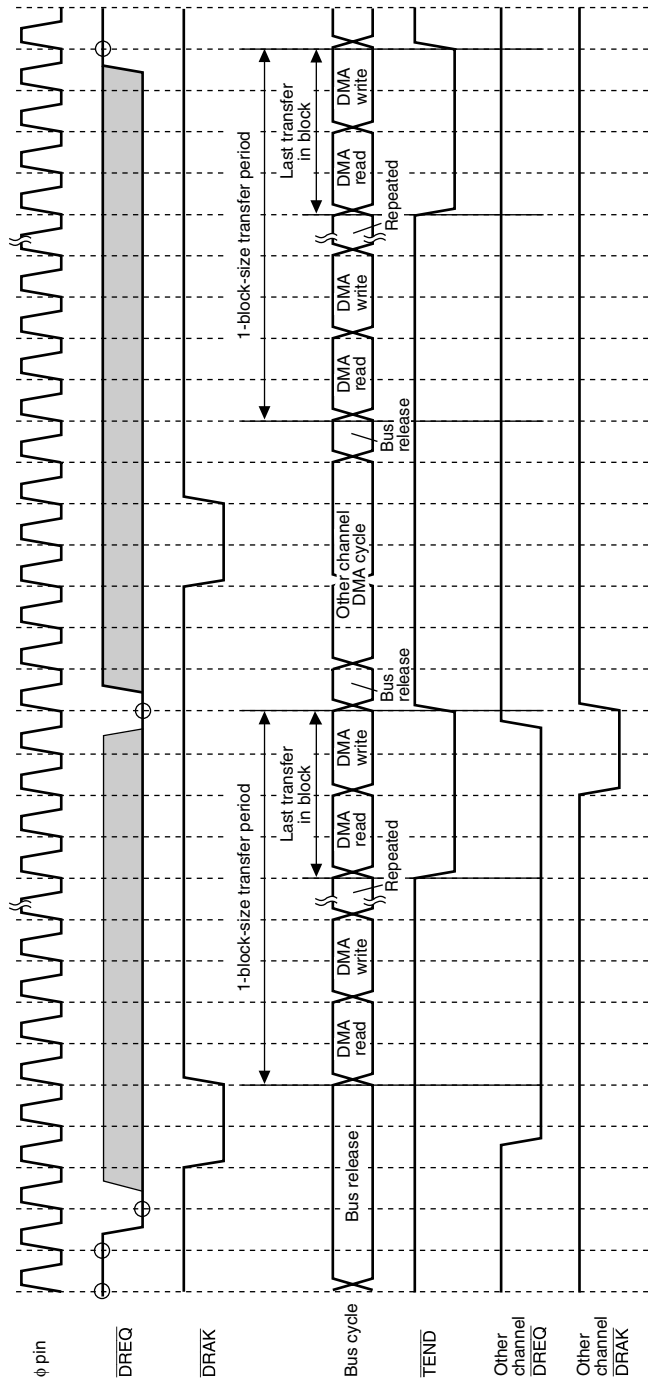 φ pin
DREQ
DRAK
1-block-size transfer period
1-block-size transfer period
Last transfer
in block
Last transfer
in block
Bus cycle
Bus release
DMA
read
DMA
write
Repeated
DMA
read
DMA
write
Bus
release
Other channel
DMA cycle
Bus
release
DMA
read
DMA
write
Repeated
DMA
read
DMA
write
TEND
Other
channel
DREQ
Other
channel
DRAK